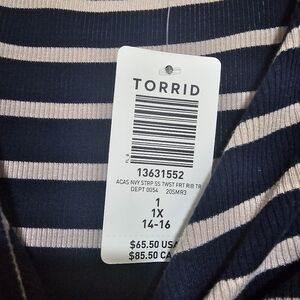 TORRID
13631552
ACAS NVY STRP SS TWST FRT RIB TR
DEPT 0054 20SMR3
1
1X
14-16
$65.50 USA
$85.50 CA